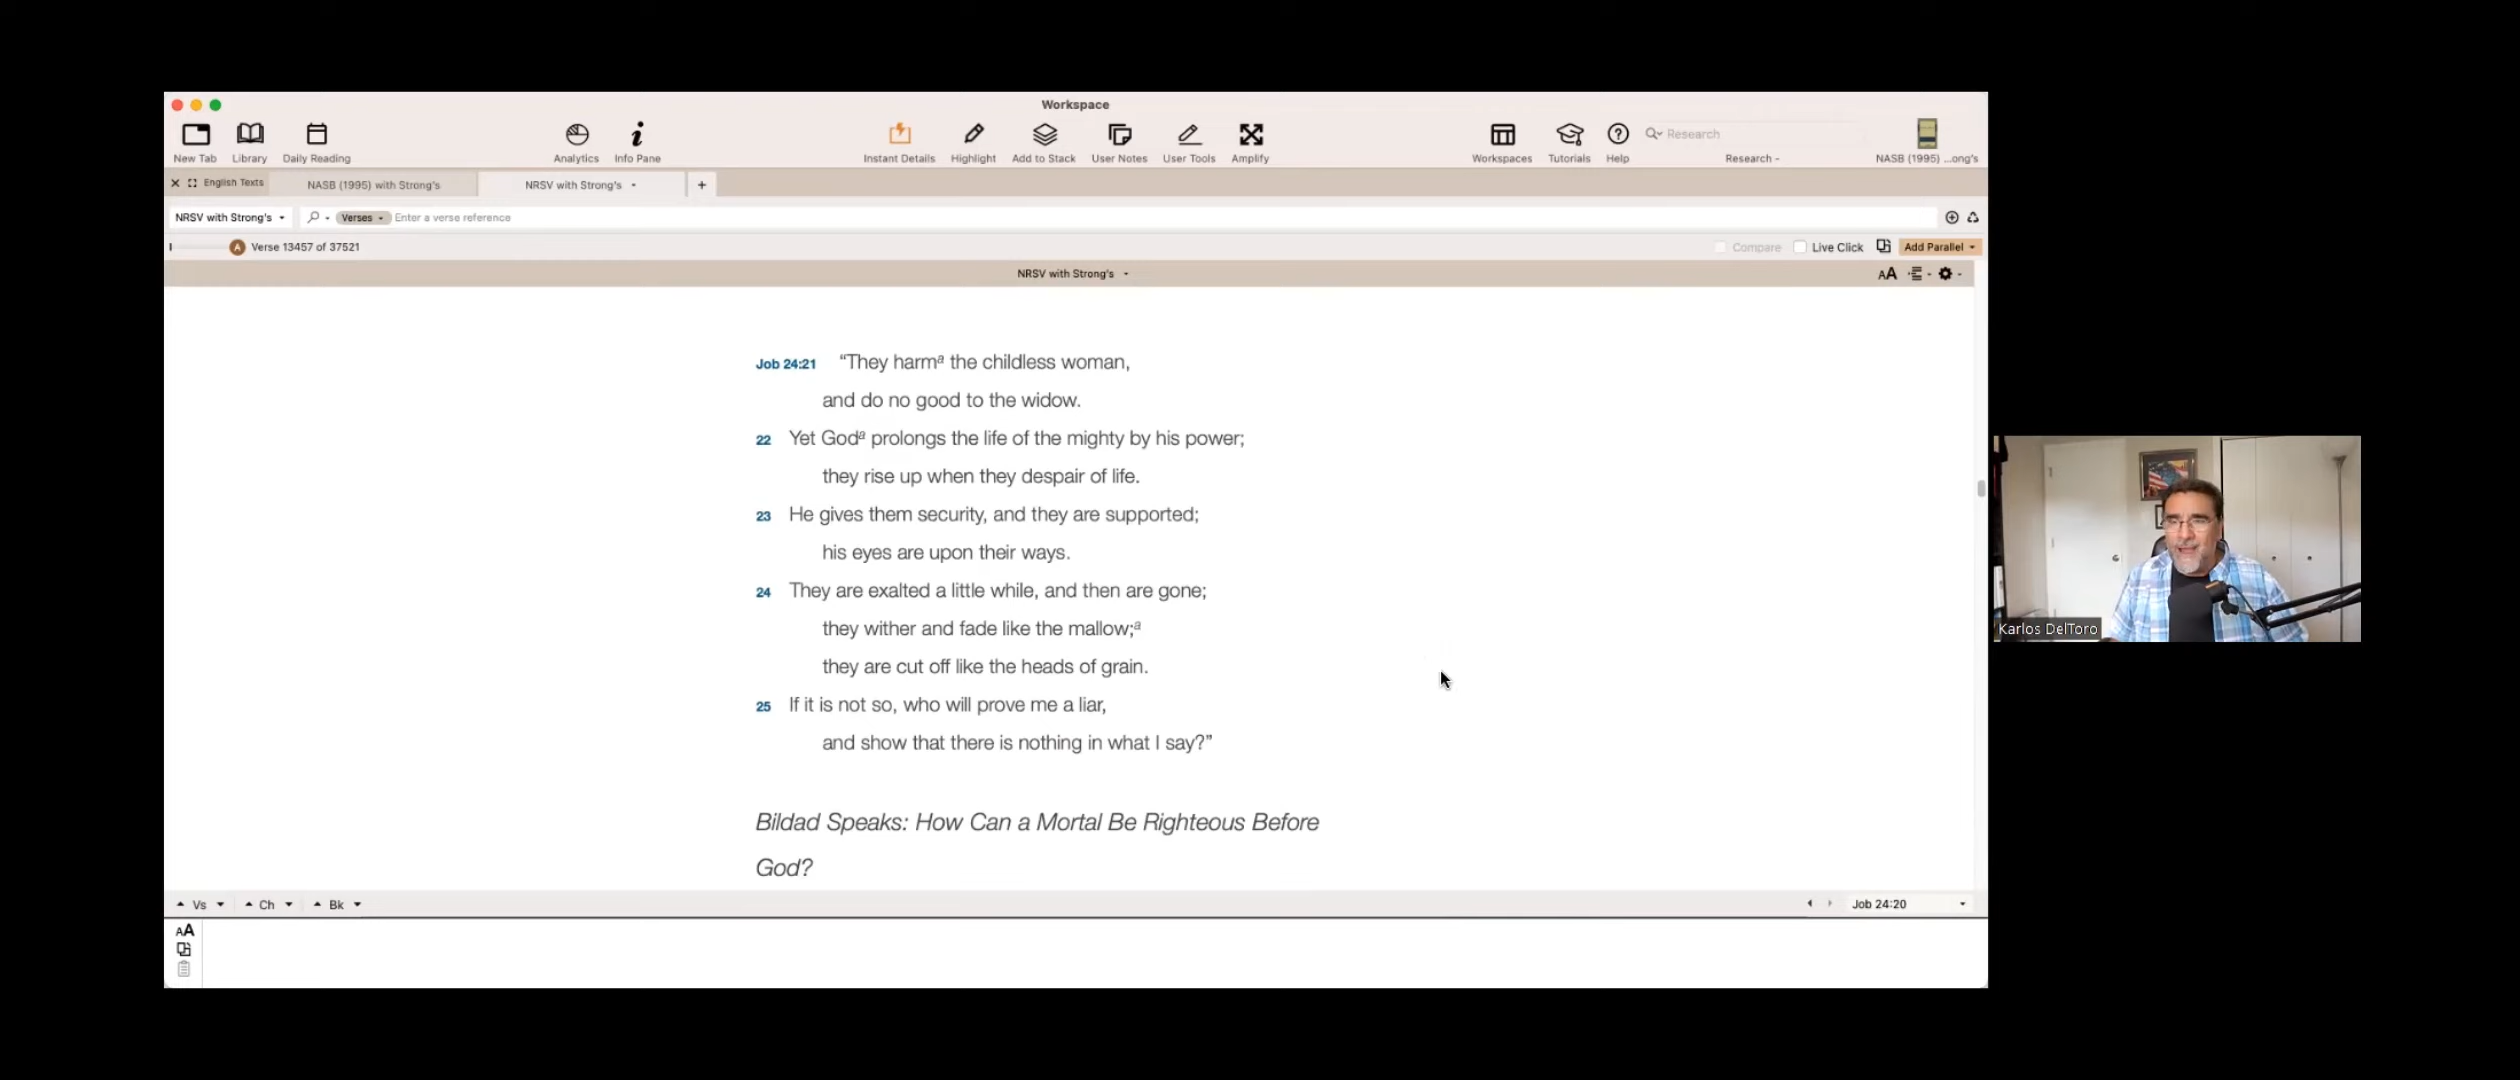 Workspace
New Tab
Library
Daily Reading
Analytics
Info Pane
Instant Details
Highlight
Add to Stack
User Notes
User Tools
Amplify
Workspaces
Tutorials
Help
Research
Research
NASB (1995) ...ong's
English Texts
NASB (1995) with Strong's
NRSV with Strong's
NRSV with Strong's
Verses
Enter a verse reference
A
Verse 13457 of 37521
Compare
Live Click
Add Parallel
NRSV with Strong's
AA
Job 24:21 “They harmᵃ the childless woman,
and do no good to the widow.
22 Yet Godᵃ prolongs the life of the mighty by his power;
they rise up when they despair of life.
23 He gives them security, and they are supported;
his eyes are upon their ways.
24 They are exalted a little while, and then are gone;
they wither and fade like the mallow;ᵃ
they are cut off like the heads of grain.
25 If it is not so, who will prove me a liar,
and show that there is nothing in what I say?”
Bildad Speaks: How Can a Mortal Be Righteous Before
God?
Karlos DelToro
Vs
Ch
Bk
Job 24:20
AA